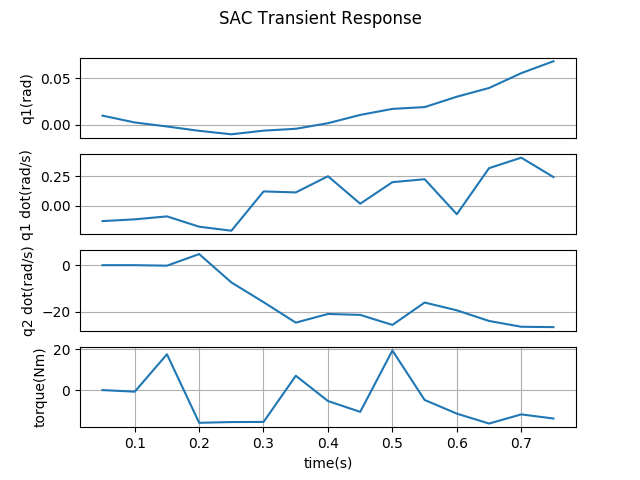 SAC Transient Response
q1(rad)
0.05
0.00
q1 dot(rad/s)
0.25
0.00
q2 dot(rad/s)
0
−20
torque(Nm)
20
0
0.1 0.2 0.3 0.4 0.5 0.6 0.7
time(s)